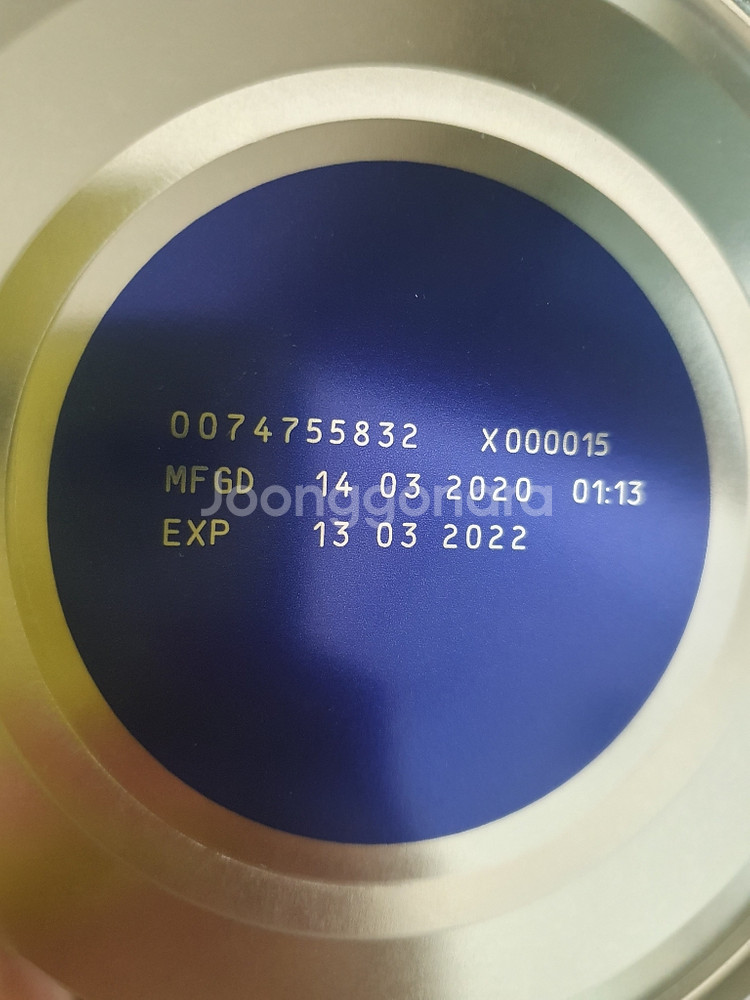 0074755832 X000015
MFGD 14 03 2020 01:13
Joonggonara
EXP 13 03 2022